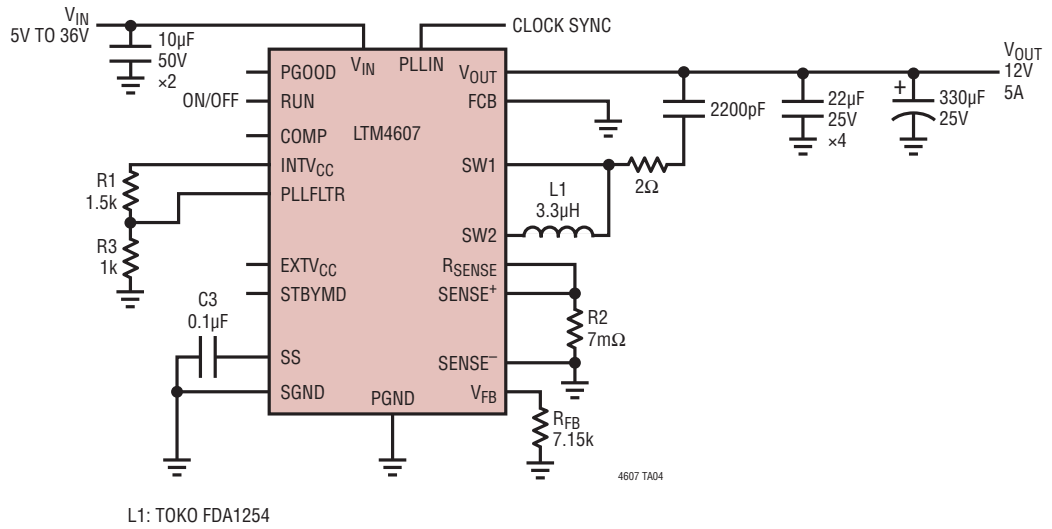 VIN
5V TO 36V
10µF
50V
×2
CLOCK SYNC
VIN
PLLIN
PGOOD
RUN
ON/OFF
COMP
LTM4607
INTVCC
PLLFLTR
R1
1.5k
R3
1k
EXTVCC
STBYMD
C3
0.1µF
SS
SGND
PGND
VOUT
FCB
SW1
SW2
RSENSE
SENSE+
SENSE–
VFB
2200pF
2Ω
L1
3.3µH
R2
7mΩ
RFB
7.15k
22µF
25V
×4
+
330µF
25V
VOUT
12V
5A
4607 TA04
L1: TOKO FDA1254